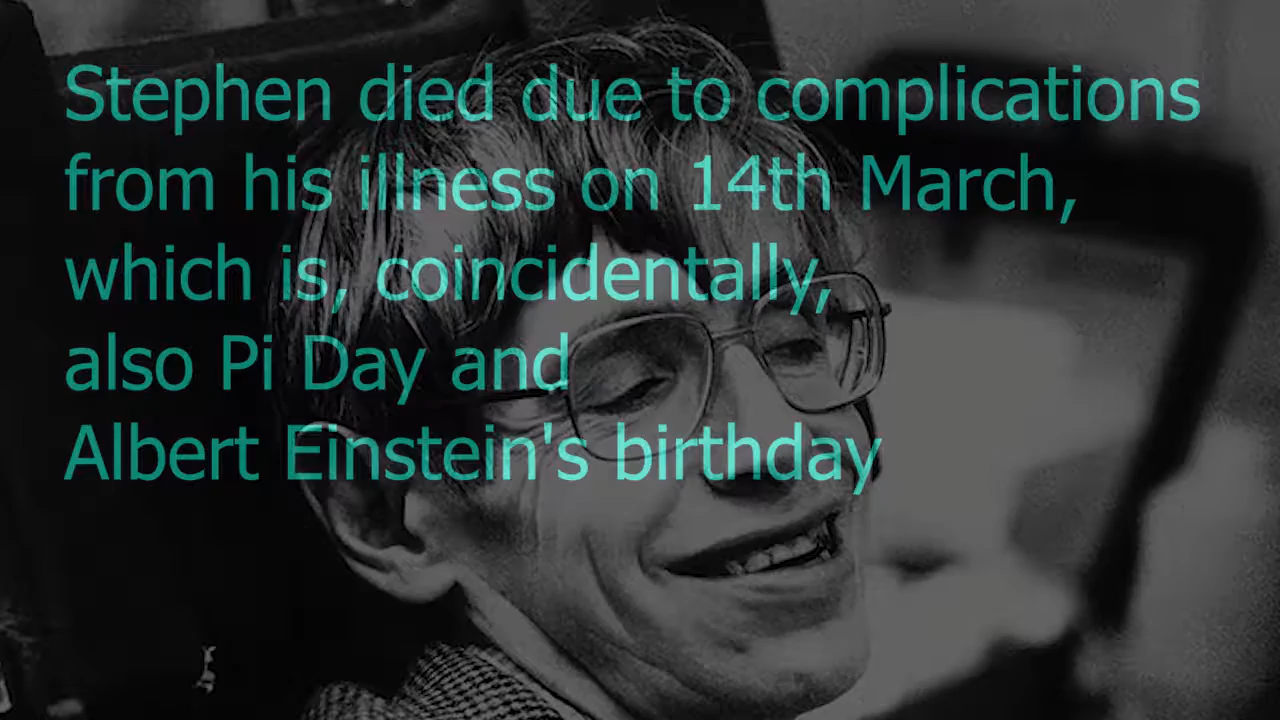 Stephen died due to complications
from his illness on 14th March,
which is, coincidentally,
also Pi Day and
Albert Einstein's birthday